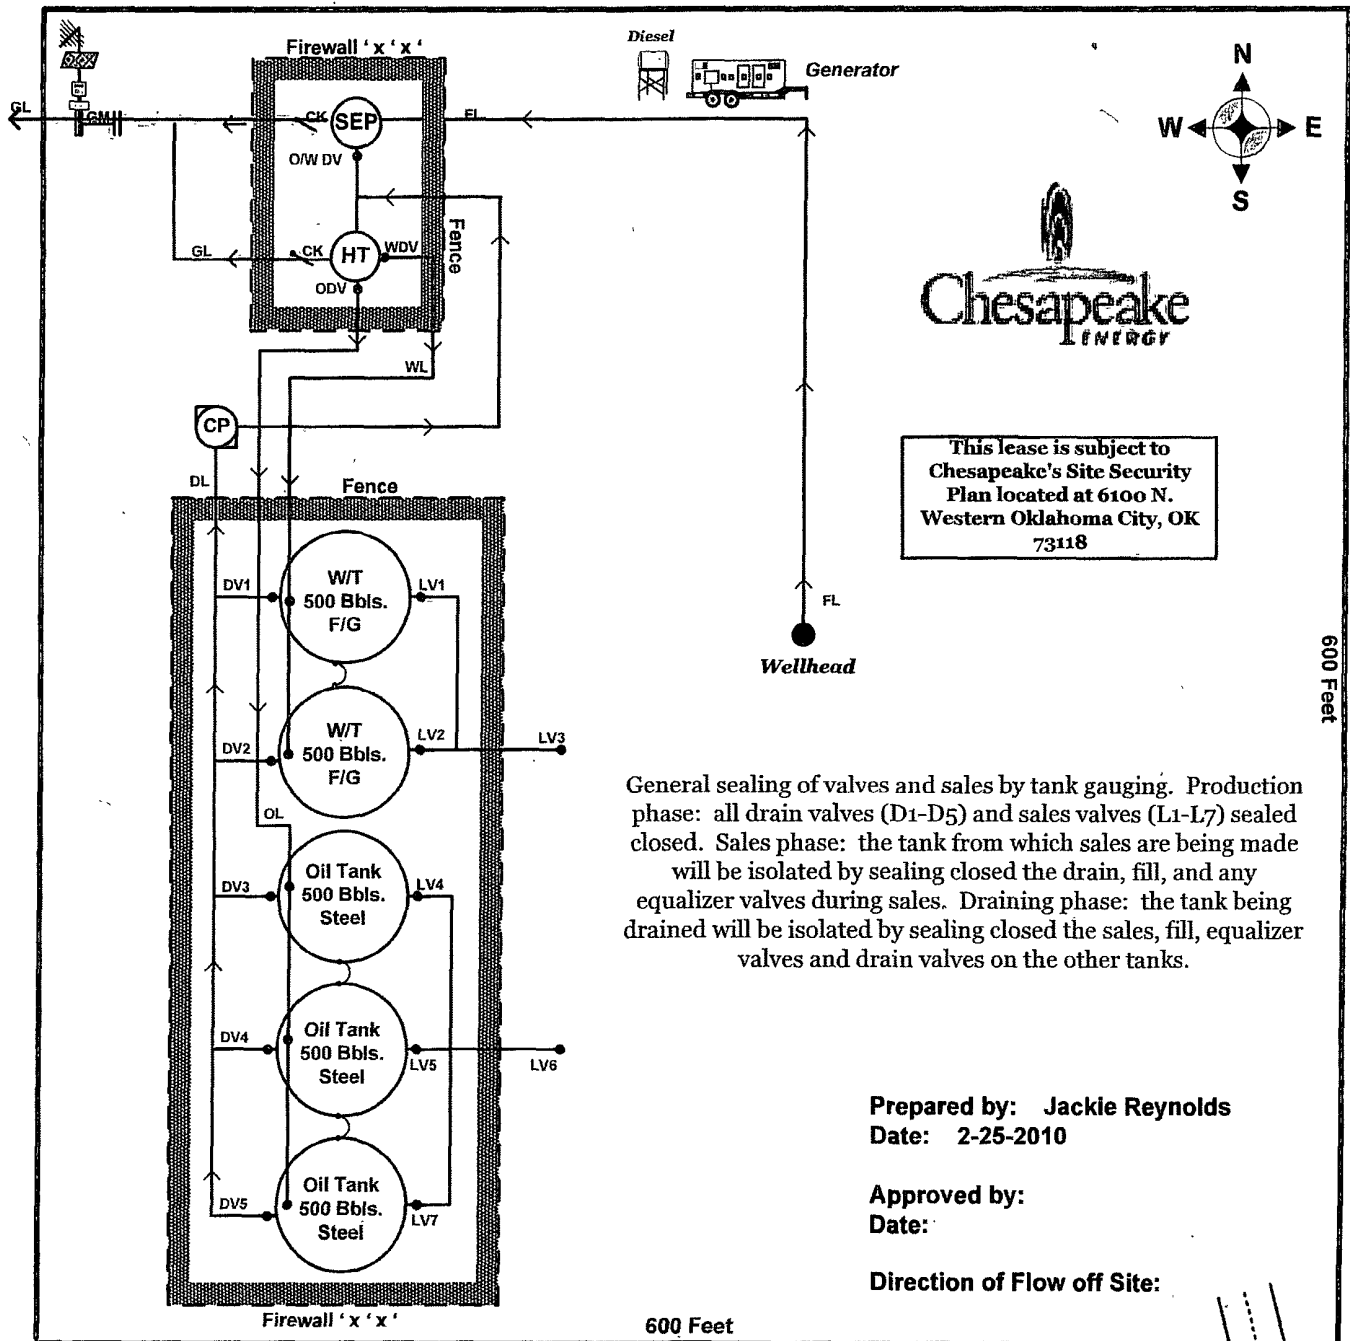 Diesel
Firewall ' x ' x '
Generator
N
GL
GM
CK
SEP
FL
W
E
O/W DV
S
Fence
GL
CK
HT
WDV
ODV
Chesapeake
ENERGY
WL
CP
This lease is subject to
Chesapeake's Site Security
Plan located at 6100 N.
Western Oklahoma City, OK
73118
DL
Fence
W/T
500 Bbls.
F/G
DV1
LV1
FL
Wellhead
600 Feet
W/T
500 Bbls.
F/G
DV2
LV2
LV3
General sealing of valves and sales by tank gauging. Production
phase: all drain valves (D1-D5) and sales valves (L1-L7) sealed
closed. Sales phase: the tank from which sales are being made
will be isolated by sealing closed the drain, fill, and any
equalizer valves during sales. Draining phase: the tank being
drained will be isolated by sealing closed the sales, fill, equalizer
valves and drain valves on the other tanks.
OL
Oil Tank
500 Bbls.
Steel
DV3
LV4
Oil Tank
500 Bbls.
Steel
DV4
LV5
LV6
Prepared by: Jackie Reynolds
Date: 2-25-2010
Oil Tank
500 Bbls.
Steel
DV5
LV7
Approved by:
Date:
Direction of Flow off Site:
Firewall ' x ' x '
600 Feet